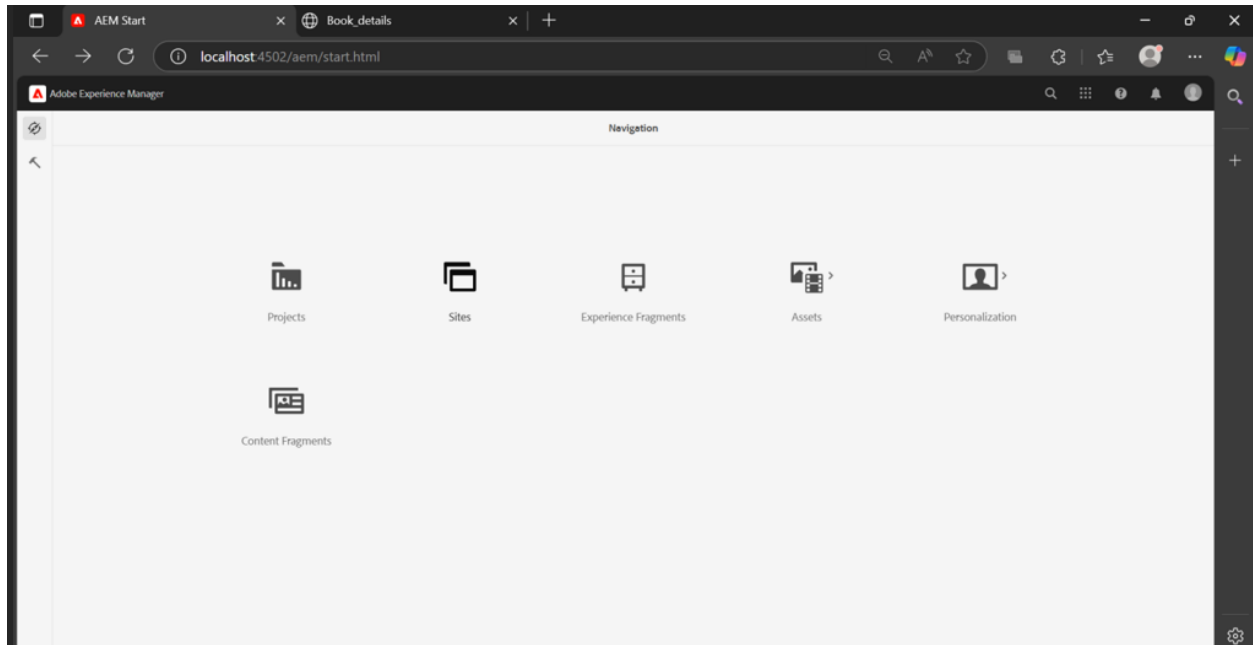 AEM Start
Book_details
localhost:4502/aem/start.html
Adobe Experience Manager
Navigation
Projects
Sites
Experience Fragments
Assets
Personalization
Content Fragments